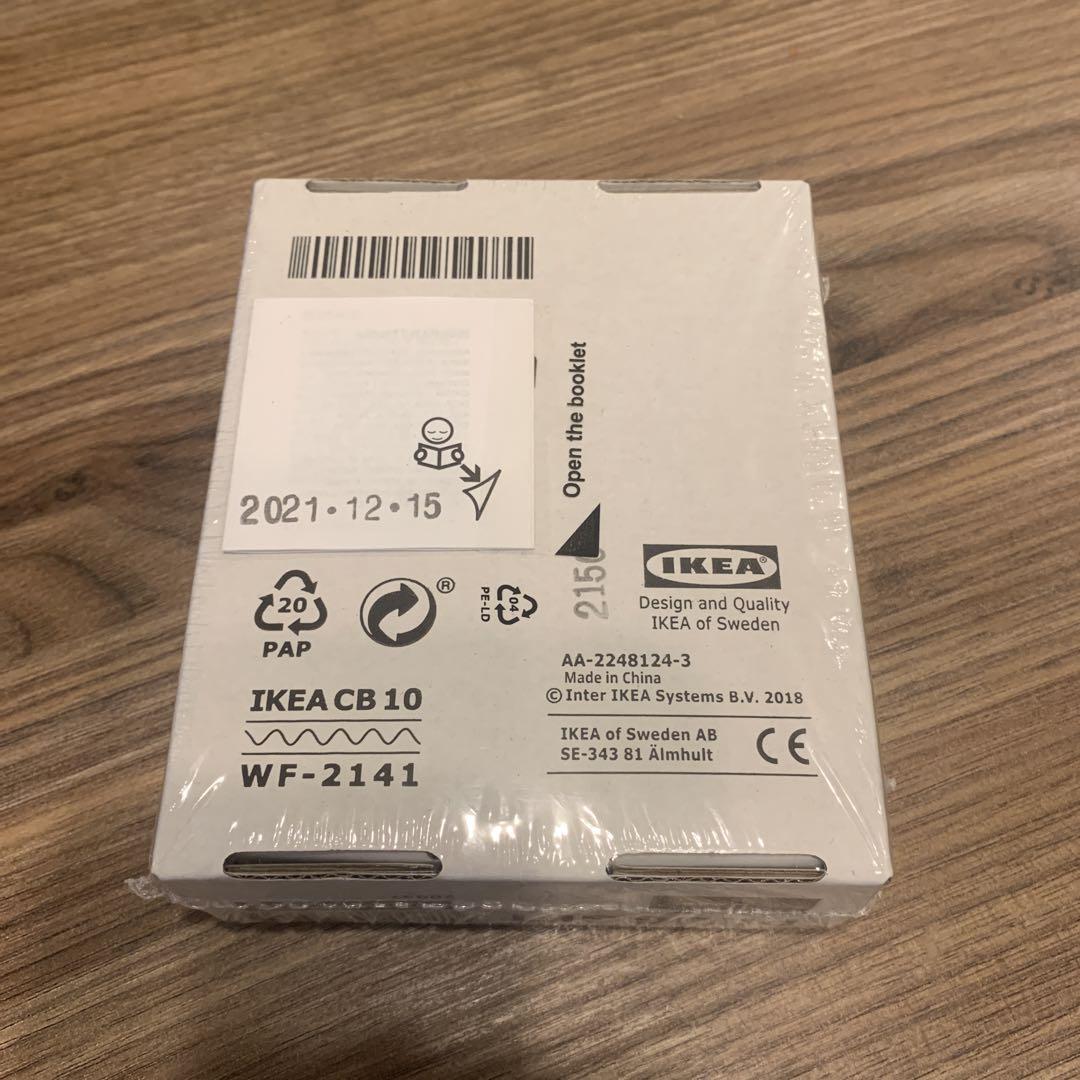 2021•12•15
Open the booklet
20
PAP
®
04
PE-LD
IKEA®
Design and Quality
IKEA of Sweden
AA-2248124-3
Made in China
© Inter IKEA Systems B.V. 2018
IKEA CB 10
WF-2141
IKEA of Sweden AB
SE-343 81 Älmhult
CE